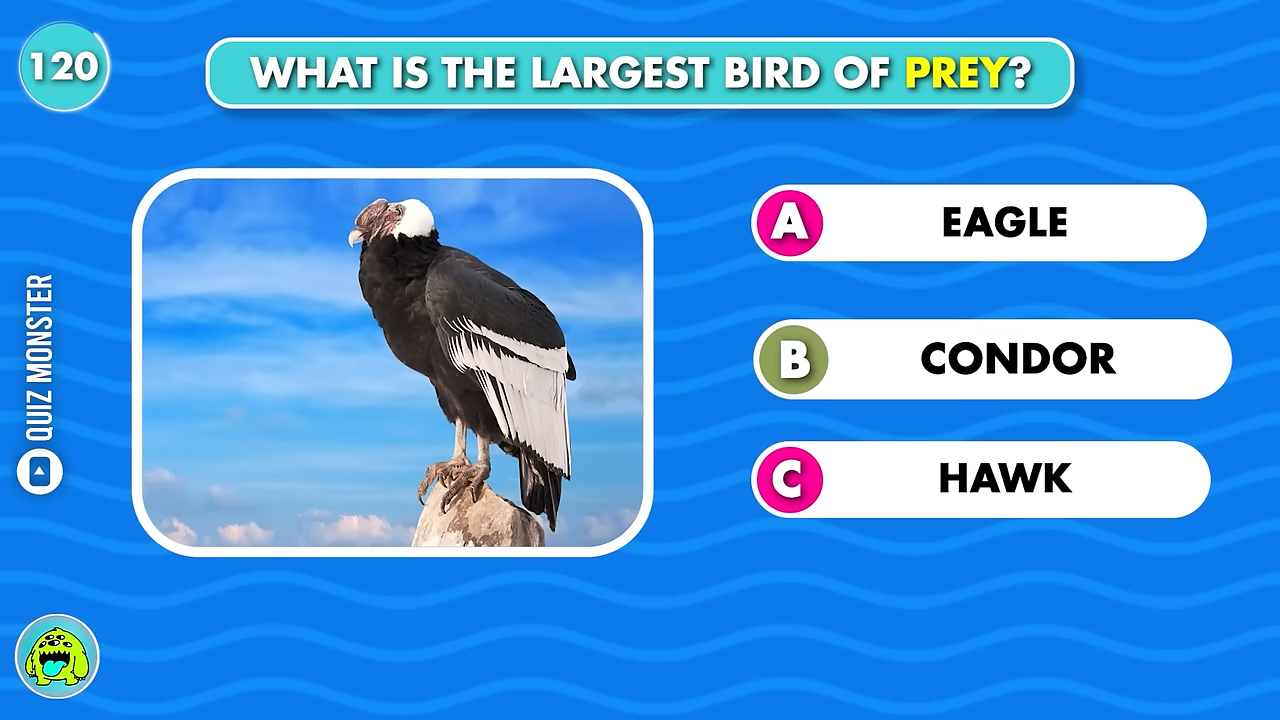 120
WHAT IS THE LARGEST BIRD OF PREY?
A EAGLE
B CONDOR
C HAWK
QUIZ MONSTER